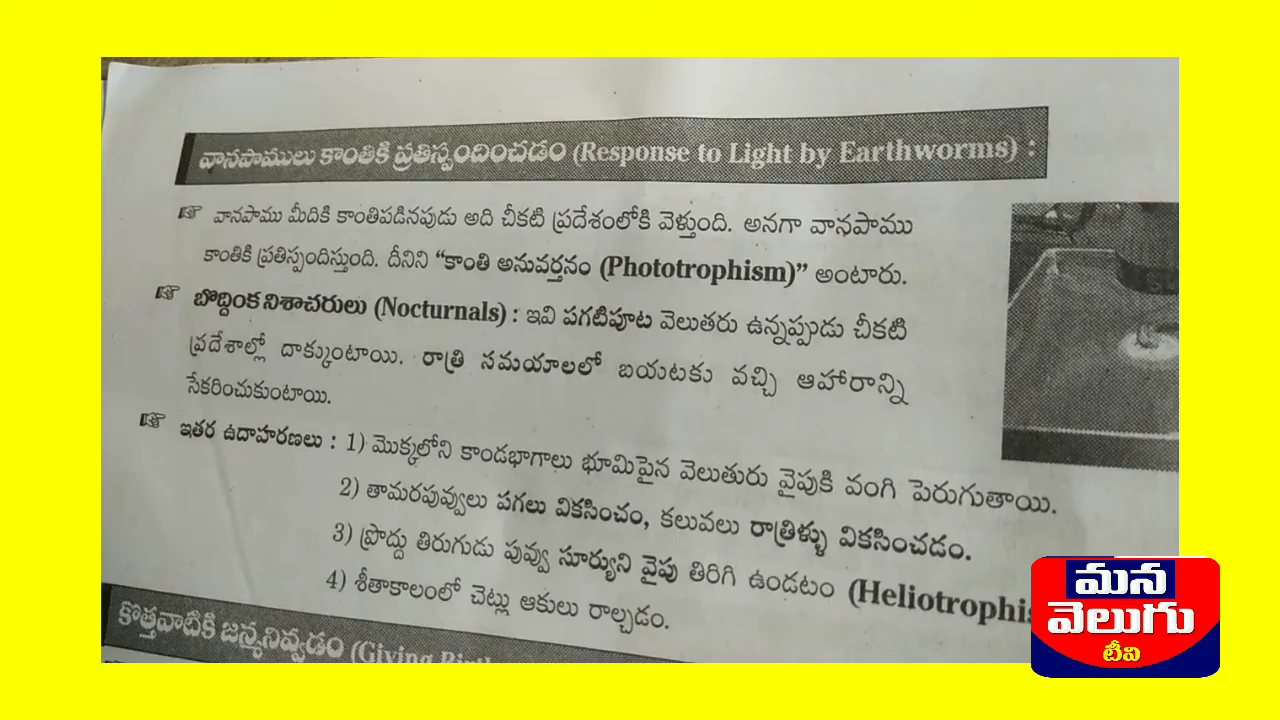 వానపాములు కాంతికి ప్రతిస్పందించడం (Response to Light by Earthworms) :
☞ వానపాము మీదికి కాంతిపడినపుడు అది చీకటి ప్రదేశంలోకి వెళ్తుంది. అనగా వానపాము
కాంతికి ప్రతిస్పందిస్తుంది. దీనిని “కాంతి అనువర్తనం (Phototrophism)” అంటారు.
☞ బొద్దింక నిశాచరులు (Nocturnals) : ఇవి పగటిపూట వెలుతరు ఉన్నప్పుడు చీకటి
ప్రదేశాల్లో దాక్కుంటాయి. రాత్రి సమయాలలో బయటకు వచ్చి ఆహారాన్ని
సేకరించుకుంటాయి.
☞ ఇతర ఉదాహరణలు : 1) మొక్కలోని కాండభాగాలు భూమిపైన వెలుతురు వైపుకి వంగి పెరుగుతాయి.
2) తామరపువ్వులు పగలు వికసించం, కలువలు రాత్రిళ్ళు వికసించడం.
3) ప్రొద్దు తిరుగుడు పువ్వు సూర్యుని వైపు తిరిగి ఉండటం (Heliotrophis
4) శీతాకాలంలో చెట్లు ఆకులు రాల్చడం.
కొత్తవాటికి జన్మనివ్వడం (Giving Birth
మన
వెలుగు
టీవి